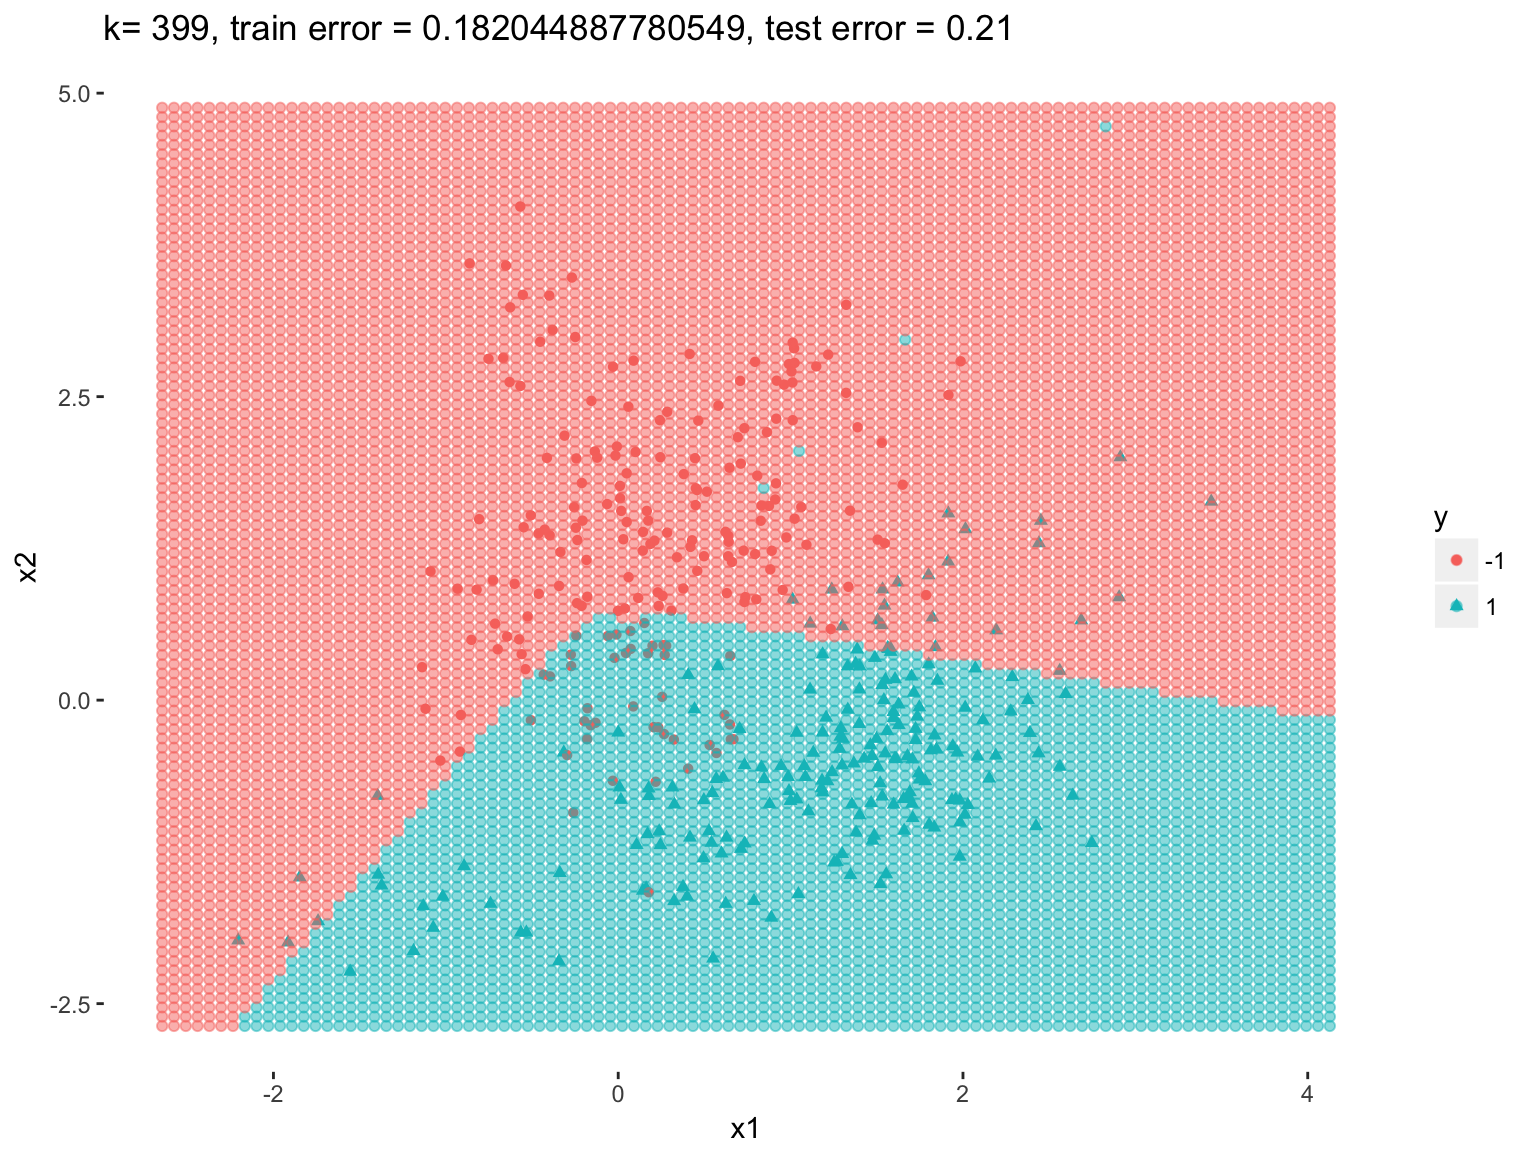 k= 399, train error = 0.182044887780549, test error = 0.21
5.0
2.5
0.0
-2.5
x2
-2
0
2
4
x1
y
-1
1